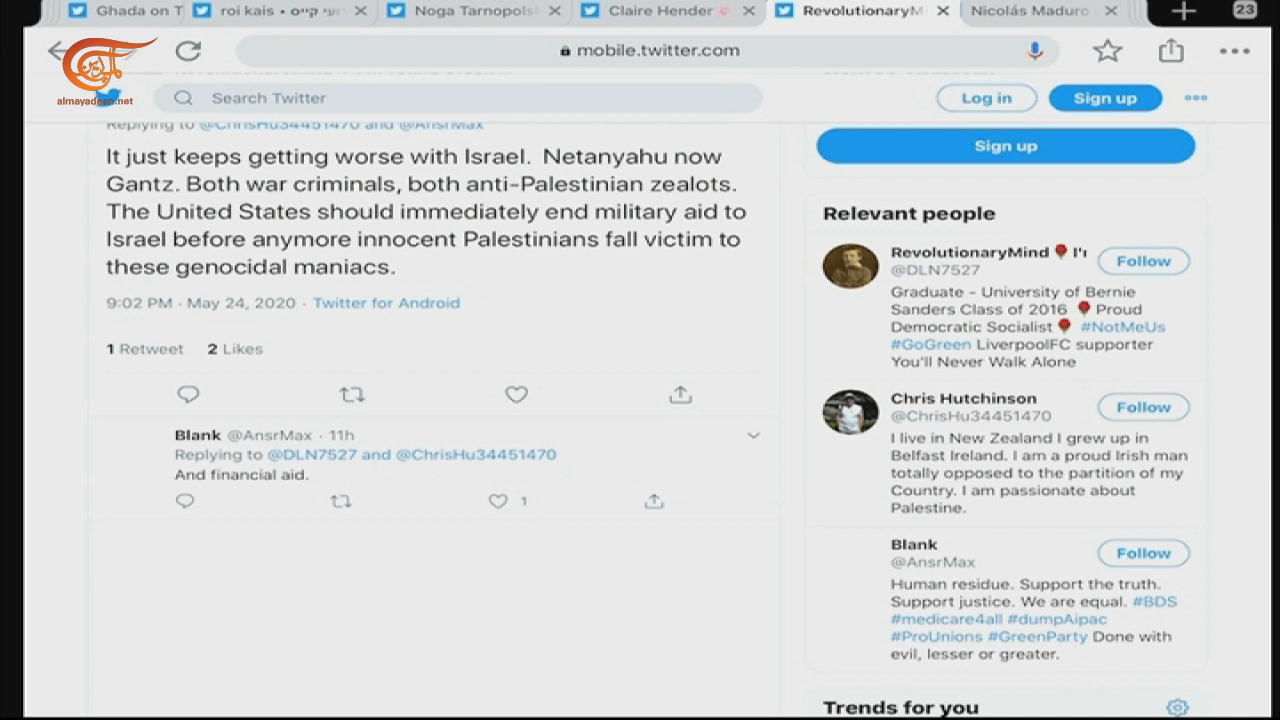 Ghada on T
roi kais • רועי קייס
Noga Tarnopols
Claire Hender
RevolutionaryM
Nicolás Maduro
23
mobile.twitter.com
almayadeen.net
Search Twitter
Log in
Sign up
Replying to @ChrisHu34451470 and @AnsrMax
It just keeps getting worse with Israel. Netanyahu now
Gantz. Both war criminals, both anti-Palestinian zealots.
The United States should immediately end military aid to
Israel before anymore innocent Palestinians fall victim to
these genocidal maniacs.
9:02 PM · May 24, 2020 · Twitter for Android
1 Retweet 2 Likes
Blank @AnsrMax · 11h
Replying to @DLN7527 and @ChrisHu34451470
And financial aid.
1
Sign up
Relevant people
RevolutionaryMind 🌹 I'
@DLN7527
Follow
Graduate - University of Bernie
Sanders Class of 2016 🌹Proud
Democratic Socialist🌹 #NotMeUs
#GoGreen LiverpoolFC supporter
You'll Never Walk Alone
Chris Hutchinson
@ChrisHu34451470
Follow
I live in New Zealand I grew up in
Belfast Ireland. I am a proud Irish man
totally opposed to the partition of my
Country. I am passionate about
Palestine.
Blank
@AnsrMax
Follow
Human residue. Support the truth.
Support justice. We are equal. #BDS
#medicare4all #dumpAipac
#ProUnions #GreenParty Done with
evil, lesser or greater.
Trends for you